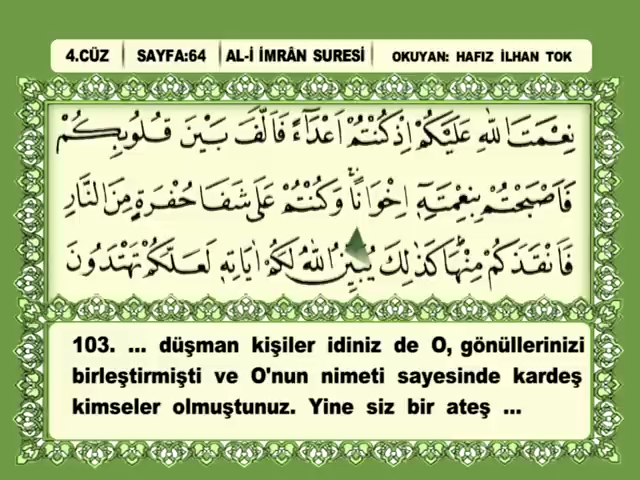 4.CÜZ SAYFA:64 AL-İ İMRÂN SURESİ OKUYAN: HAFIZ İLHAN TOK
نِعْمَتَ اللّٰهِ عَلَيْكُمْ اِذْ كُنْتُمْ اَعْدَٓاءً فَاَلَّفَ بَيْنَ قُلُوبِكُمْ
فَاَصْبَحْتُمْ بِنِعْمَتِه۪ٓ اِخْوَانًاۚ وَكُنْتُمْ عَلٰى شَفَا حُفْرَةٍ مِنَ النَّارِ
فَاَنْقَذَكُمْ مِنْهَاۜ كَذٰلِكَ يُبَيِّنُ اللّٰهُ لَكُمْ اٰيَاتِه۪ لَعَلَّكُمْ تَهْتَدُونَ
103. ... düşman kişiler idiniz de O, gönüllerinizi
birleştirmişti ve O'nun nimeti sayesinde kardeş
kimseler olmuştunuz. Yine siz bir ateş ...